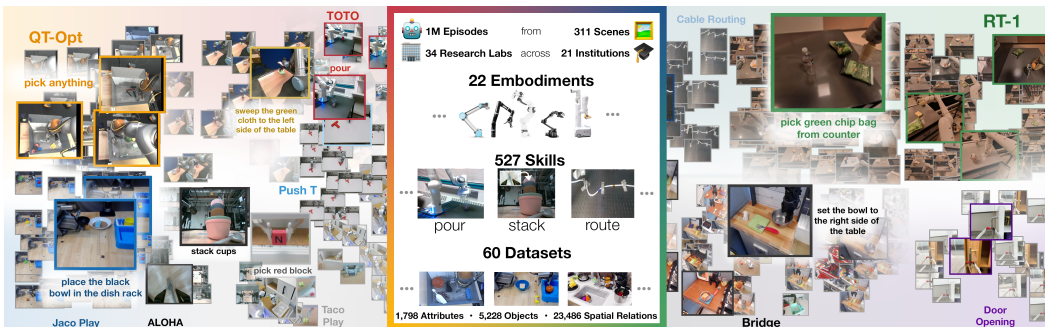 QT-Opt
pick anything
sweep the green
cloth to the left
side of the table
TOTO
pour
Push T
stack cups
pick red block
place the black
bowl in the dish rack
Jaco Play
ALOHA
Taco
Play
1M Episodes from 311 Scenes
34 Research Labs across 21 Institutions
22 Embodiments
527 Skills
pour stack route
60 Datasets
1,798 Attributes • 5,228 Objects • 23,486 Spatial Relations
Cable Routing
RT-1
pick green chip bag
from counter
set the bowl to
the right side of
the table
Bridge
Door
Opening